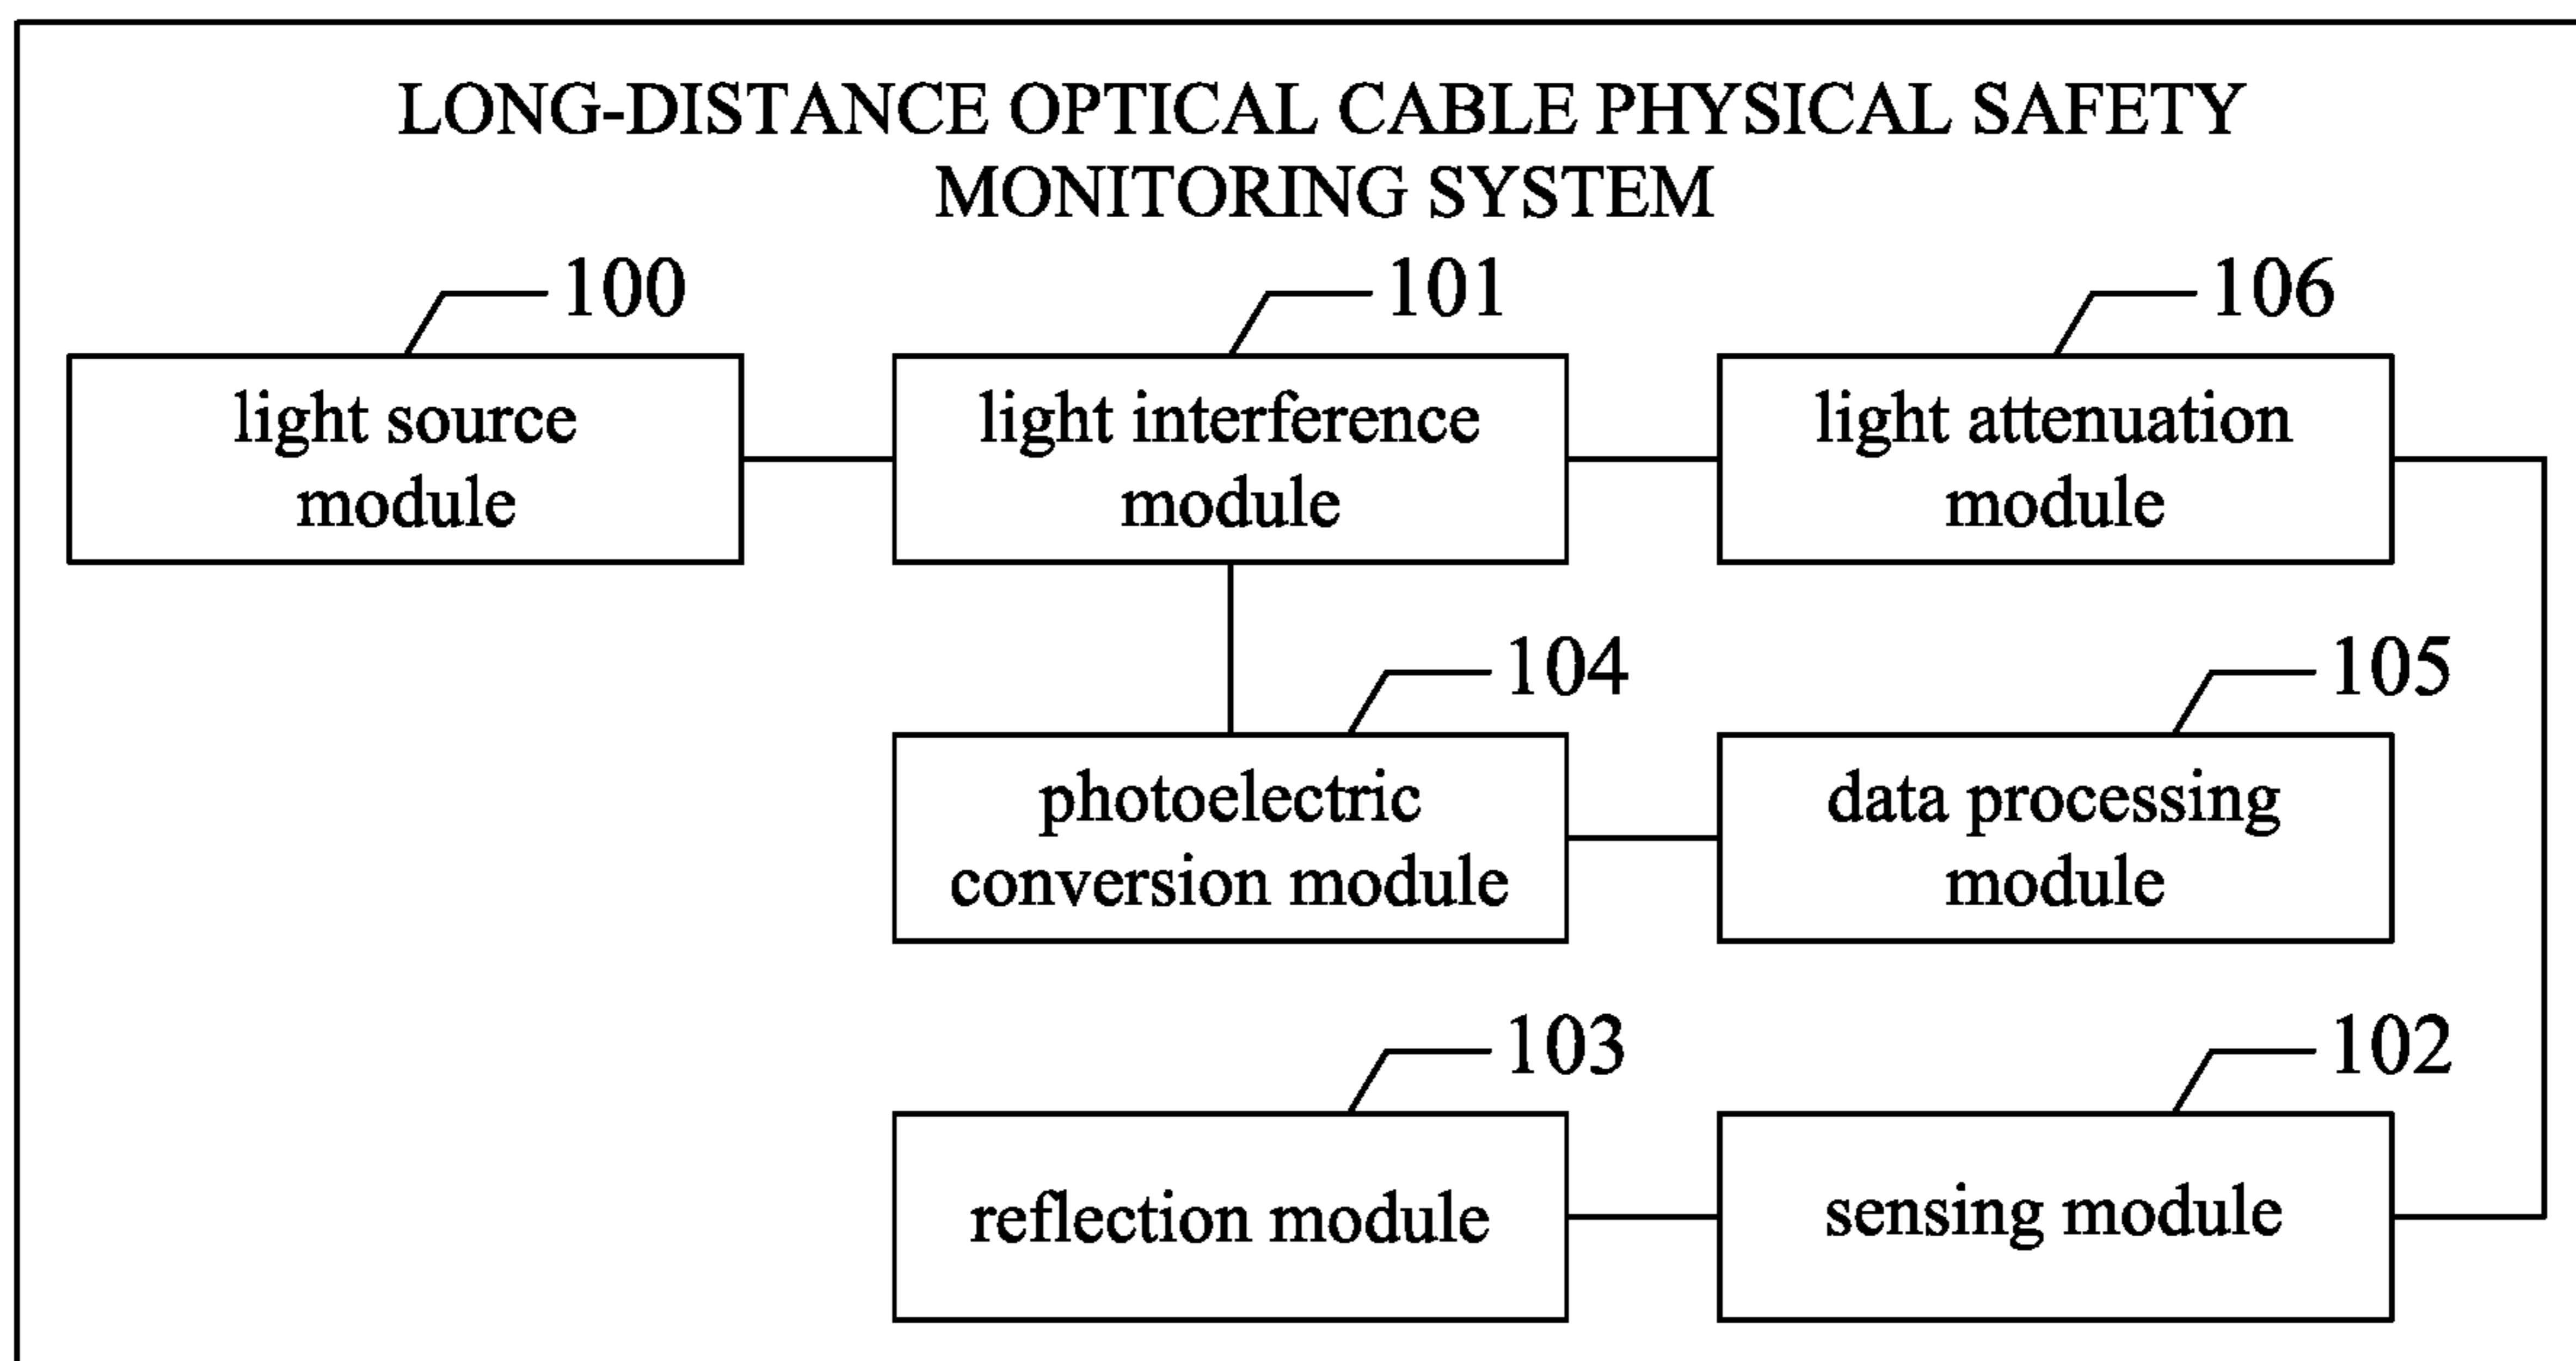 LONG-DISTANCE OPTICAL CABLE PHYSICAL SAFETY
MONITORING SYSTEM
100
101
106
light source
module
light interference
module
light attenuation
module
104
105
photoelectric
conversion module
data processing
module
103
102
reflection module
sensing module